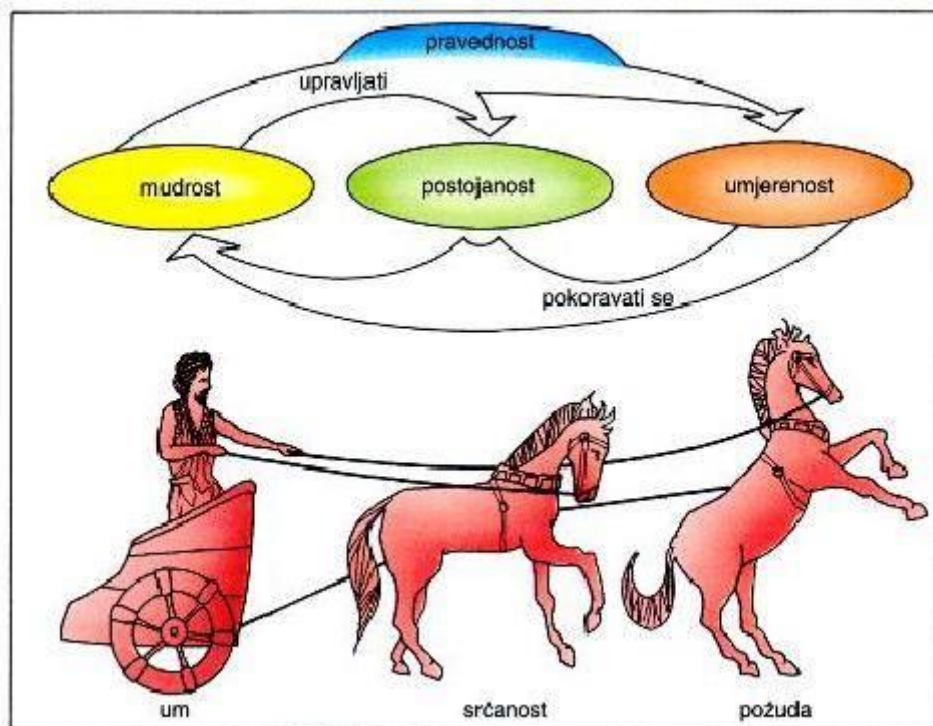 pravednost
upravljati
mudrost
postojanost
umjerenost
pokoravati se
um
srčanost
požuda